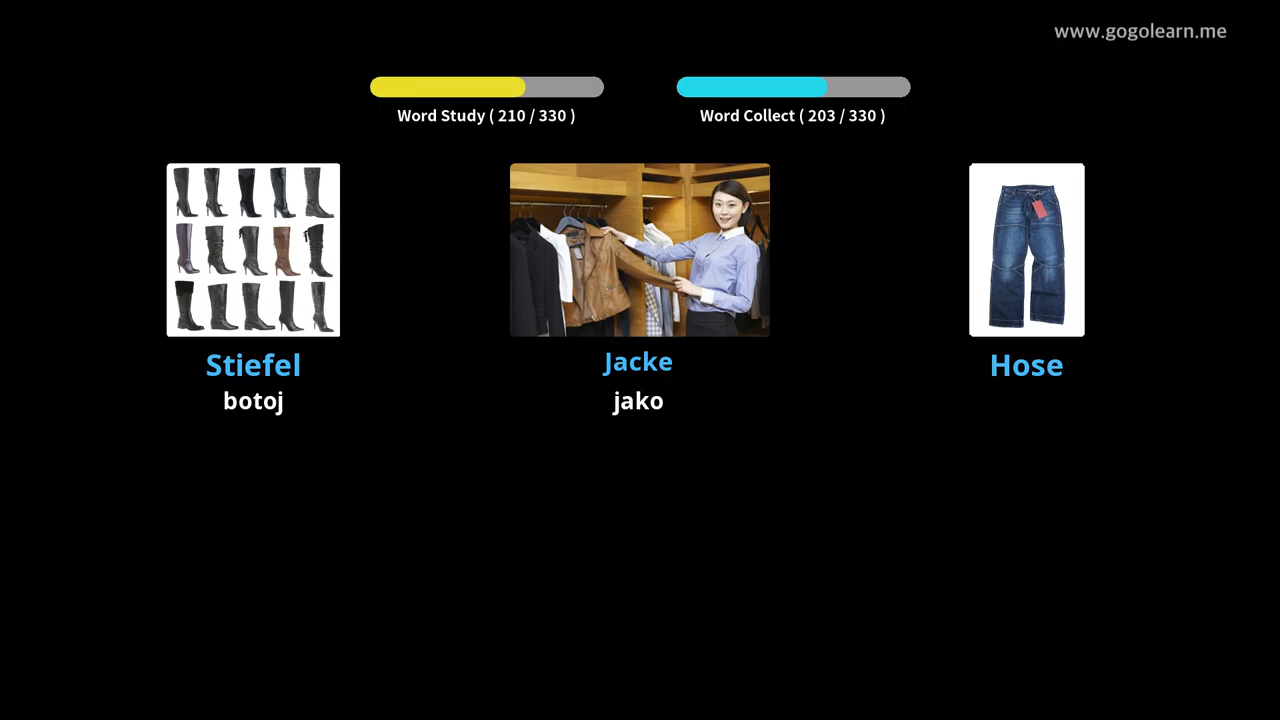 www.gogolearn.me
Word Study ( 210 / 330 )
Word Collect ( 203 / 330 )
Stiefel
Jacke
Hose
botoj
jako